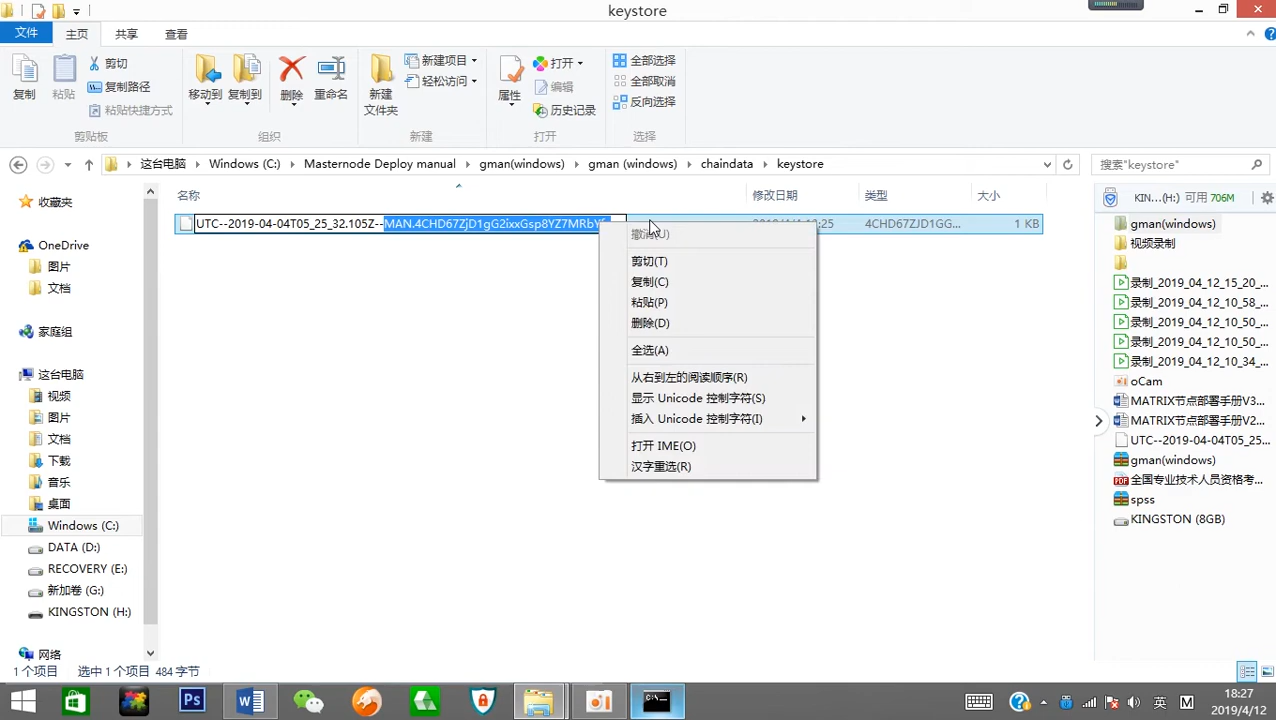 keystore
文件 主页 共享 查看
剪切
复制路径
粘贴快捷方式
复制 粘贴
移动到 复制到 删除 重命名
新建
文件夹
新建项目
轻松访问
属性
打开
编辑
历史记录
全部选择
全部取消
反向选择
剪贴板 组织 新建 打开 选择
这台电脑 Windows (C:) Masternode Deploy manual gman(windows) gman (windows) chaindata keystore
搜索"keystore"
名称 修改日期 类型 大小
UTC--2019-04-04T05_25_32.105Z--MAN.4CHD67ZjD1gG2ixxGsp8YZ7MRbY
:25 4CHD67ZJD1GG... 1 KB
撤消(U)
剪切(T)
复制(C)
粘贴(P)
删除(D)
全选(A)
从右到左的阅读顺序(R)
显示 Unicode 控制字符(S)
插入 Unicode 控制字符(I)
打开 IME(O)
汉字重选(R)
收藏夹
OneDrive
图片
文档
家庭组
这台电脑
视频
图片
文档
下载
音乐
桌面
Windows (C:)
DATA (D:)
RECOVERY (E:)
新加卷 (G:)
KINGSTON (H:)
网络
KIN...(H:) 可用 706M
gman(windows)
视频录制
录制_2019_04_12_15_20_...
录制_2019_04_12_10_58_...
录制_2019_04_12_10_50_...
录制_2019_04_12_10_50_...
录制_2019_04_12_10_34_...
oCam
MATRIX节点部署手册V3...
MATRIX节点部署手册V2...
UTC--2019-04-04T05_25...
gman(windows)
全国专业技术人员资格考...
spss
KINGSTON (8GB)
1 个项目 选中 1 个项目 484 字节
Ps
英 M
18:27
2019/4/12